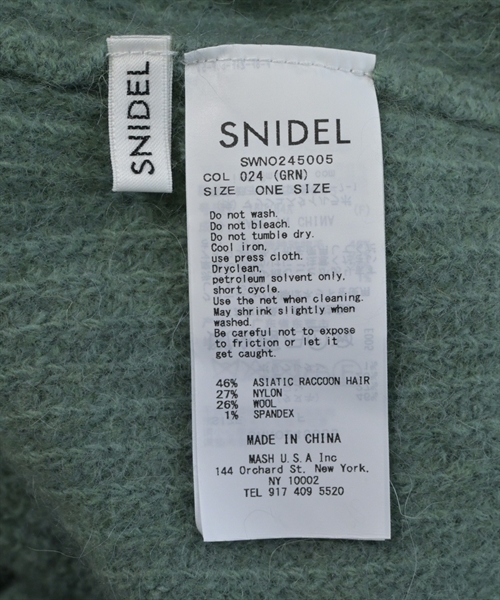 SNIDEL
SNIDEL
SWNO245005
COL 024 (GRN)
SIZE ONE SIZE
Do not wash.
Do not bleach.
Do not tumble dry.
Cool iron,
use press cloth.
Dryclean,
petroleum solvent only.
short cycle.
Use the net when cleaning.
May shrink slightly when
washed.
Be careful not to expose
to friction or let it
get caught.
46% ASIATIC RACCOON HAIR
27% NYLON
26% WOOL
1% SPANDEX
MADE IN CHINA
MASH U.S.A Inc
144 Orchard St. New York.
NY 10002
TEL 917 409 5520